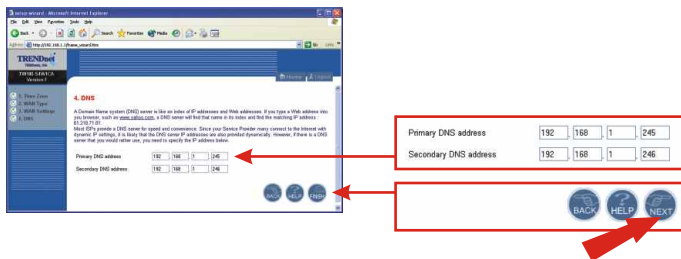 Setup wizard - Microsoft Internet Explorer
File Edit View Favorites Tools Help
Back Search Favorites Media
Address http://192.168.1.1/frame_wizard.htm Go Links
TRENDnet
Version 1
Home Logout
1. Time Zone
2. WAN Type
3. WAN Settings
4. DNS
4. DNS
A Domain Name system (DNS) server is like an index of IP addresses and Web addresses. If you type a Web address into
you browser, such as www.yahoo.com, a DNS server will find that name in its index and find the matching IP address:
61.218.71.81.
Most ISPs provide a DNS server for speed and convenience. Since your Service Provider many connect to the Internet with
dynamic IP settings, it is likely that the DNS server IP addresses are also provided dynamically. However, if there is a DNS
server that you would rather use, you need to specify the IP address below.
Primary DNS address 192 . 168 . 1 . 245
Secondary DNS address 192 . 168 . 1 . 246
BACK HELP FINISH
Primary DNS address 192 . 168 . 1 . 245
Secondary DNS address 192 . 168 . 1 . 246
BACK HELP NEXT